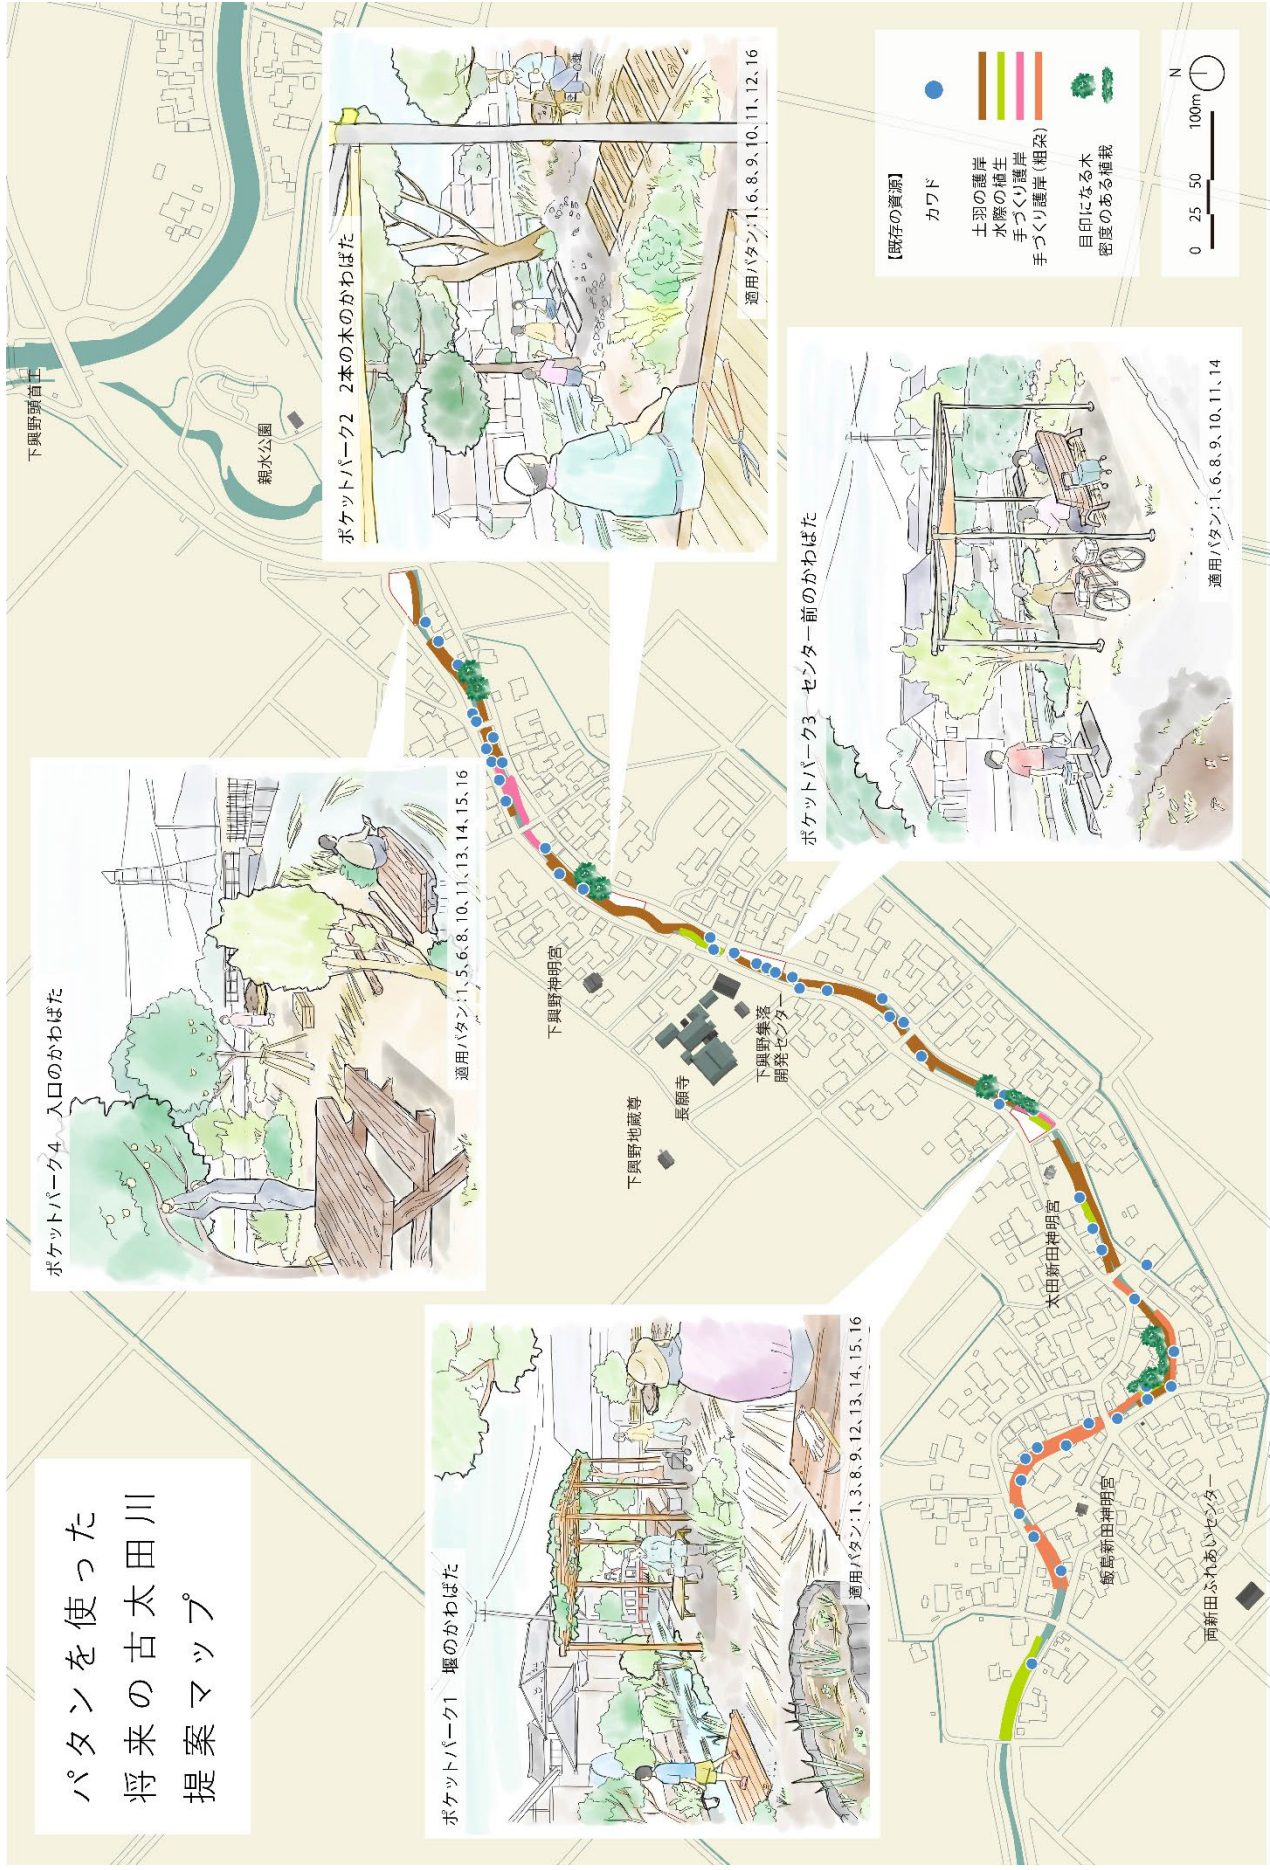 パタンを使った
将来の古太田川
提案マップ
ポケットパーク4 入口のかわばた
適用パタン:1、5、6、8、10、11、13、14、15、16
ポケットパーク2 2本の木のかわばた
適用パタン:1、6、8、9、10、11、12、16
ポケットパーク1 堰のかわばた
適用パタン:1、3、8、9、12、13、14、15、16
ポケットパーク3 センター前のかわばた
適用パタン:1、6、8、9、10、11、14
下興野頭首工
親水公園
下興野神明宮
下興野地蔵尊
長願寺
下興野集落
開発センター
太田新田神明宮
飯島新田神明宮
両新田ふれあいセンター
【既存の資源】
カワド
土羽の護岸
水際の植生
手づくり護岸
手づくり護岸(粗朶)
目印になる木
密度のある植栽
0 25 50 100m
N